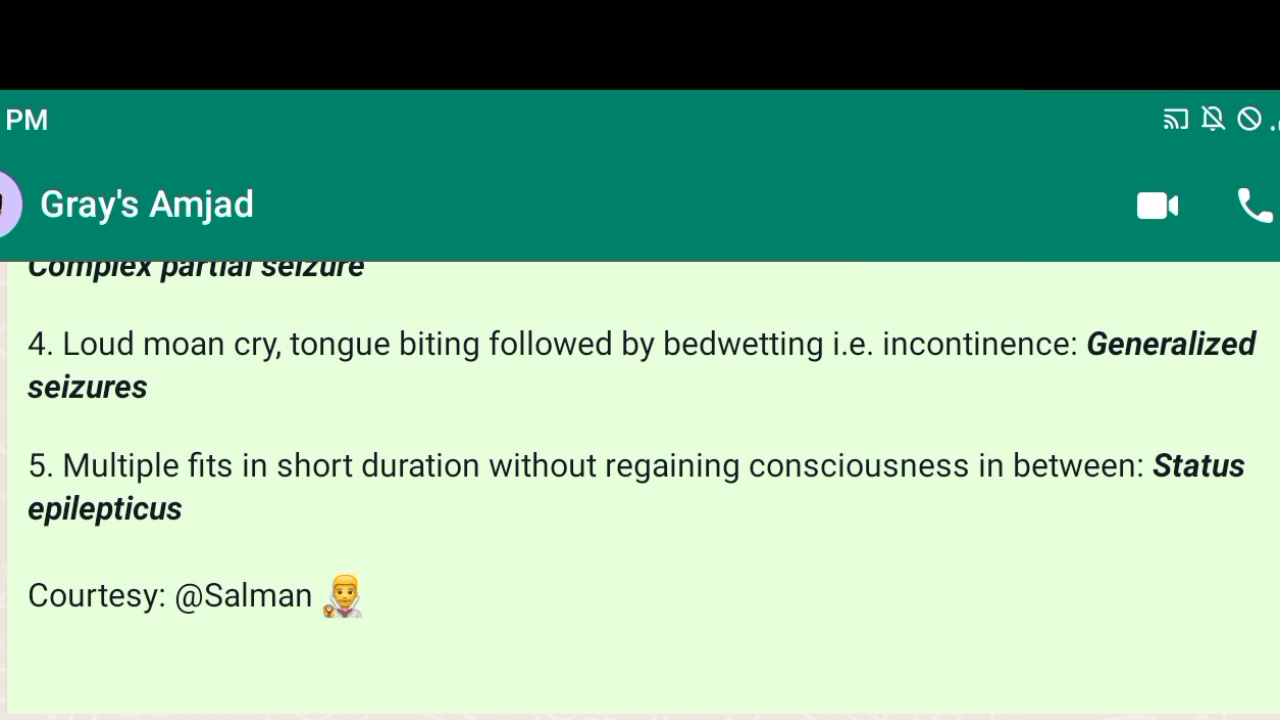 PM
Gray's Amjad
Complex partial seizure
4. Loud moan cry, tongue biting followed by bedwetting i.e. incontinence: Generalized
seizures
5. Multiple fits in short duration without regaining consciousness in between: Status
epilepticus
Courtesy: @Salman 👨‍⚕️